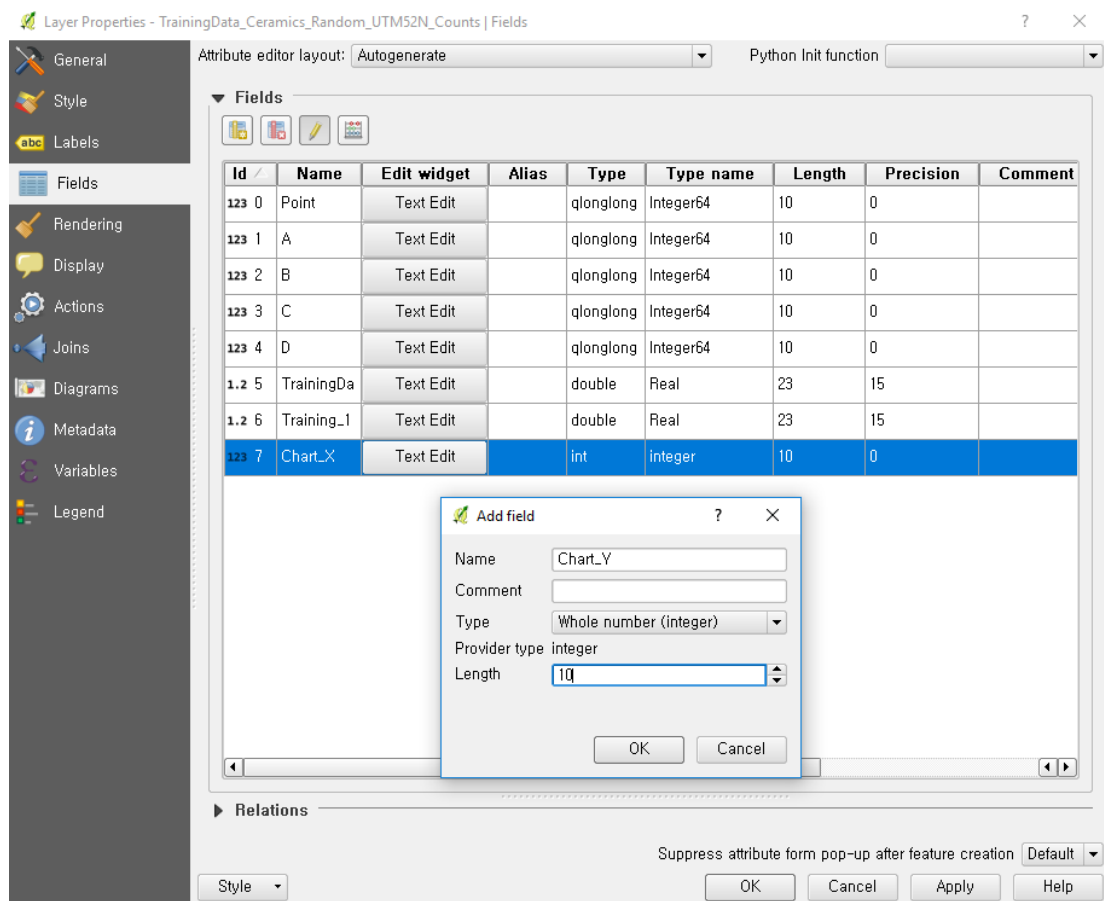 Layer Properties - TrainingData_Ceramics_Random_UTM52N_Counts | Fields ? ×
General
Style
abc Labels
Fields
Rendering
Display
Actions
Joins
Diagrams
Metadata
Variables
Legend
Attribute editor layout: Autogenerate Python Init function
Fields
Id Name Edit widget Alias Type Type name Length Precision Comment
123 0 Point Text Edit qlonglong Integer64 10 0
123 1 A Text Edit qlonglong Integer64 10 0
123 2 B Text Edit qlonglong Integer64 10 0
123 3 C Text Edit qlonglong Integer64 10 0
123 4 D Text Edit qlonglong Integer64 10 0
1.2 5 TrainingDa Text Edit double Real 23 15
1.2 6 Training_1 Text Edit double Real 23 15
123 7 Chart_X Text Edit int integer 10 0
Add field ? ×
Name Chart_Y
Comment
Type Whole number (integer)
Provider type integer
Length 10
OK Cancel
Relations
Suppress attribute form pop-up after feature creation Default
Style OK Cancel Apply Help